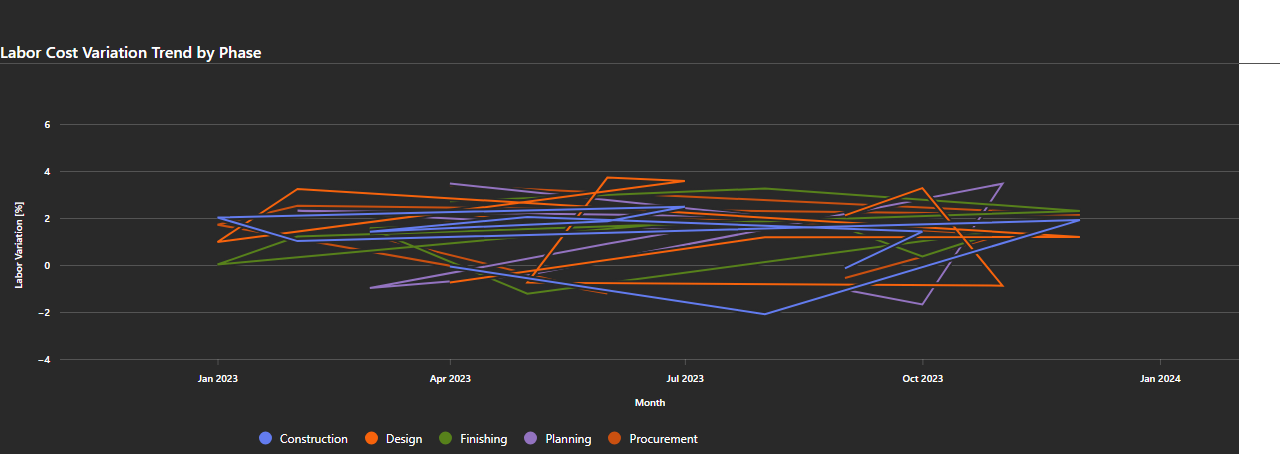 Labor Cost Variation Trend by Phase
6
4
2
0
−2
−4
Labor Variation [%]
Jan 2023 Apr 2023 Jul 2023 Oct 2023 Jan 2024
Month
Construction Design Finishing Planning Procurement